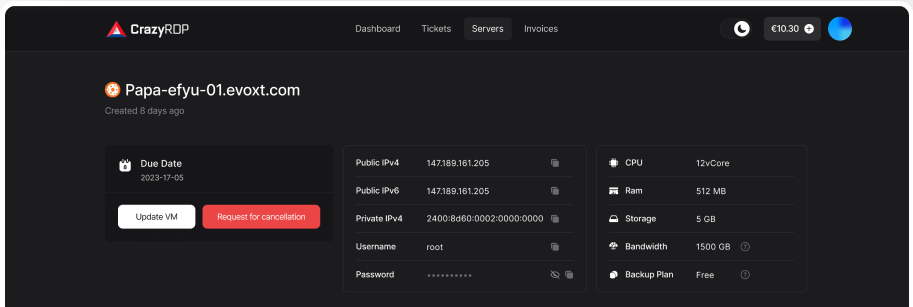 CrazyRDP
Dashboard Tickets Servers Invoices
€10.30
Papa-efyu-01.evoxt.com
Created 8 days ago
Due Date
2023-17-05
Update VM Request for cancellation
Public IPv4 147.189.161.205
Public IPv6 147.189.161.205
Private IPv4 2400:8d60:0002:0000:0000
Username root
Password ••••••••••
CPU 12vCore
Ram 512 MB
Storage 5 GB
Bandwidth 1500 GB
Backup Plan Free